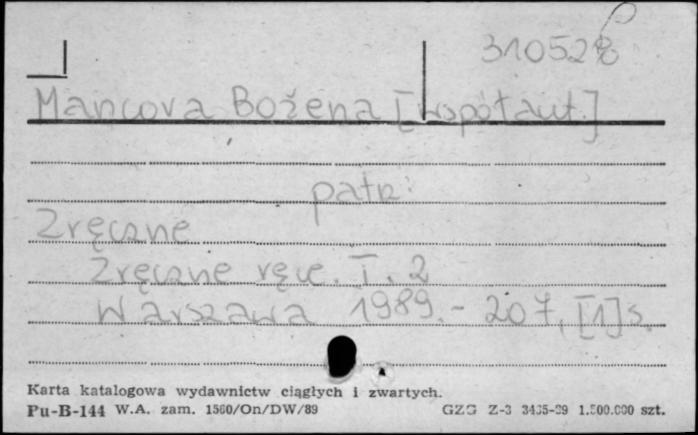 310528
Mancova Božena [współaut.]
patrz:
Zręczne
Zręczne ręce. T. 2
Warszawa 1989. - 207, [1] s.
Karta katalogowa wydawnictw ciągłych i zwartych.
Pu-B-144 W.A. zam. 1560/On/DW/89 GZG Z-3 3435-89 1.500.000 szt.